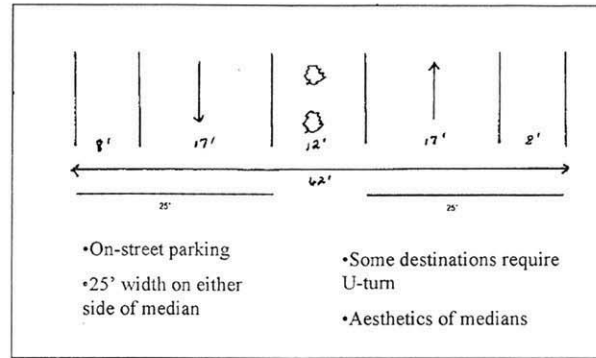 8' 17' 12' 17' 8'
62'
25' 25'
•On-street parking
•25' width on either
side of median
•Some destinations require
U-turn
•Aesthetics of medians